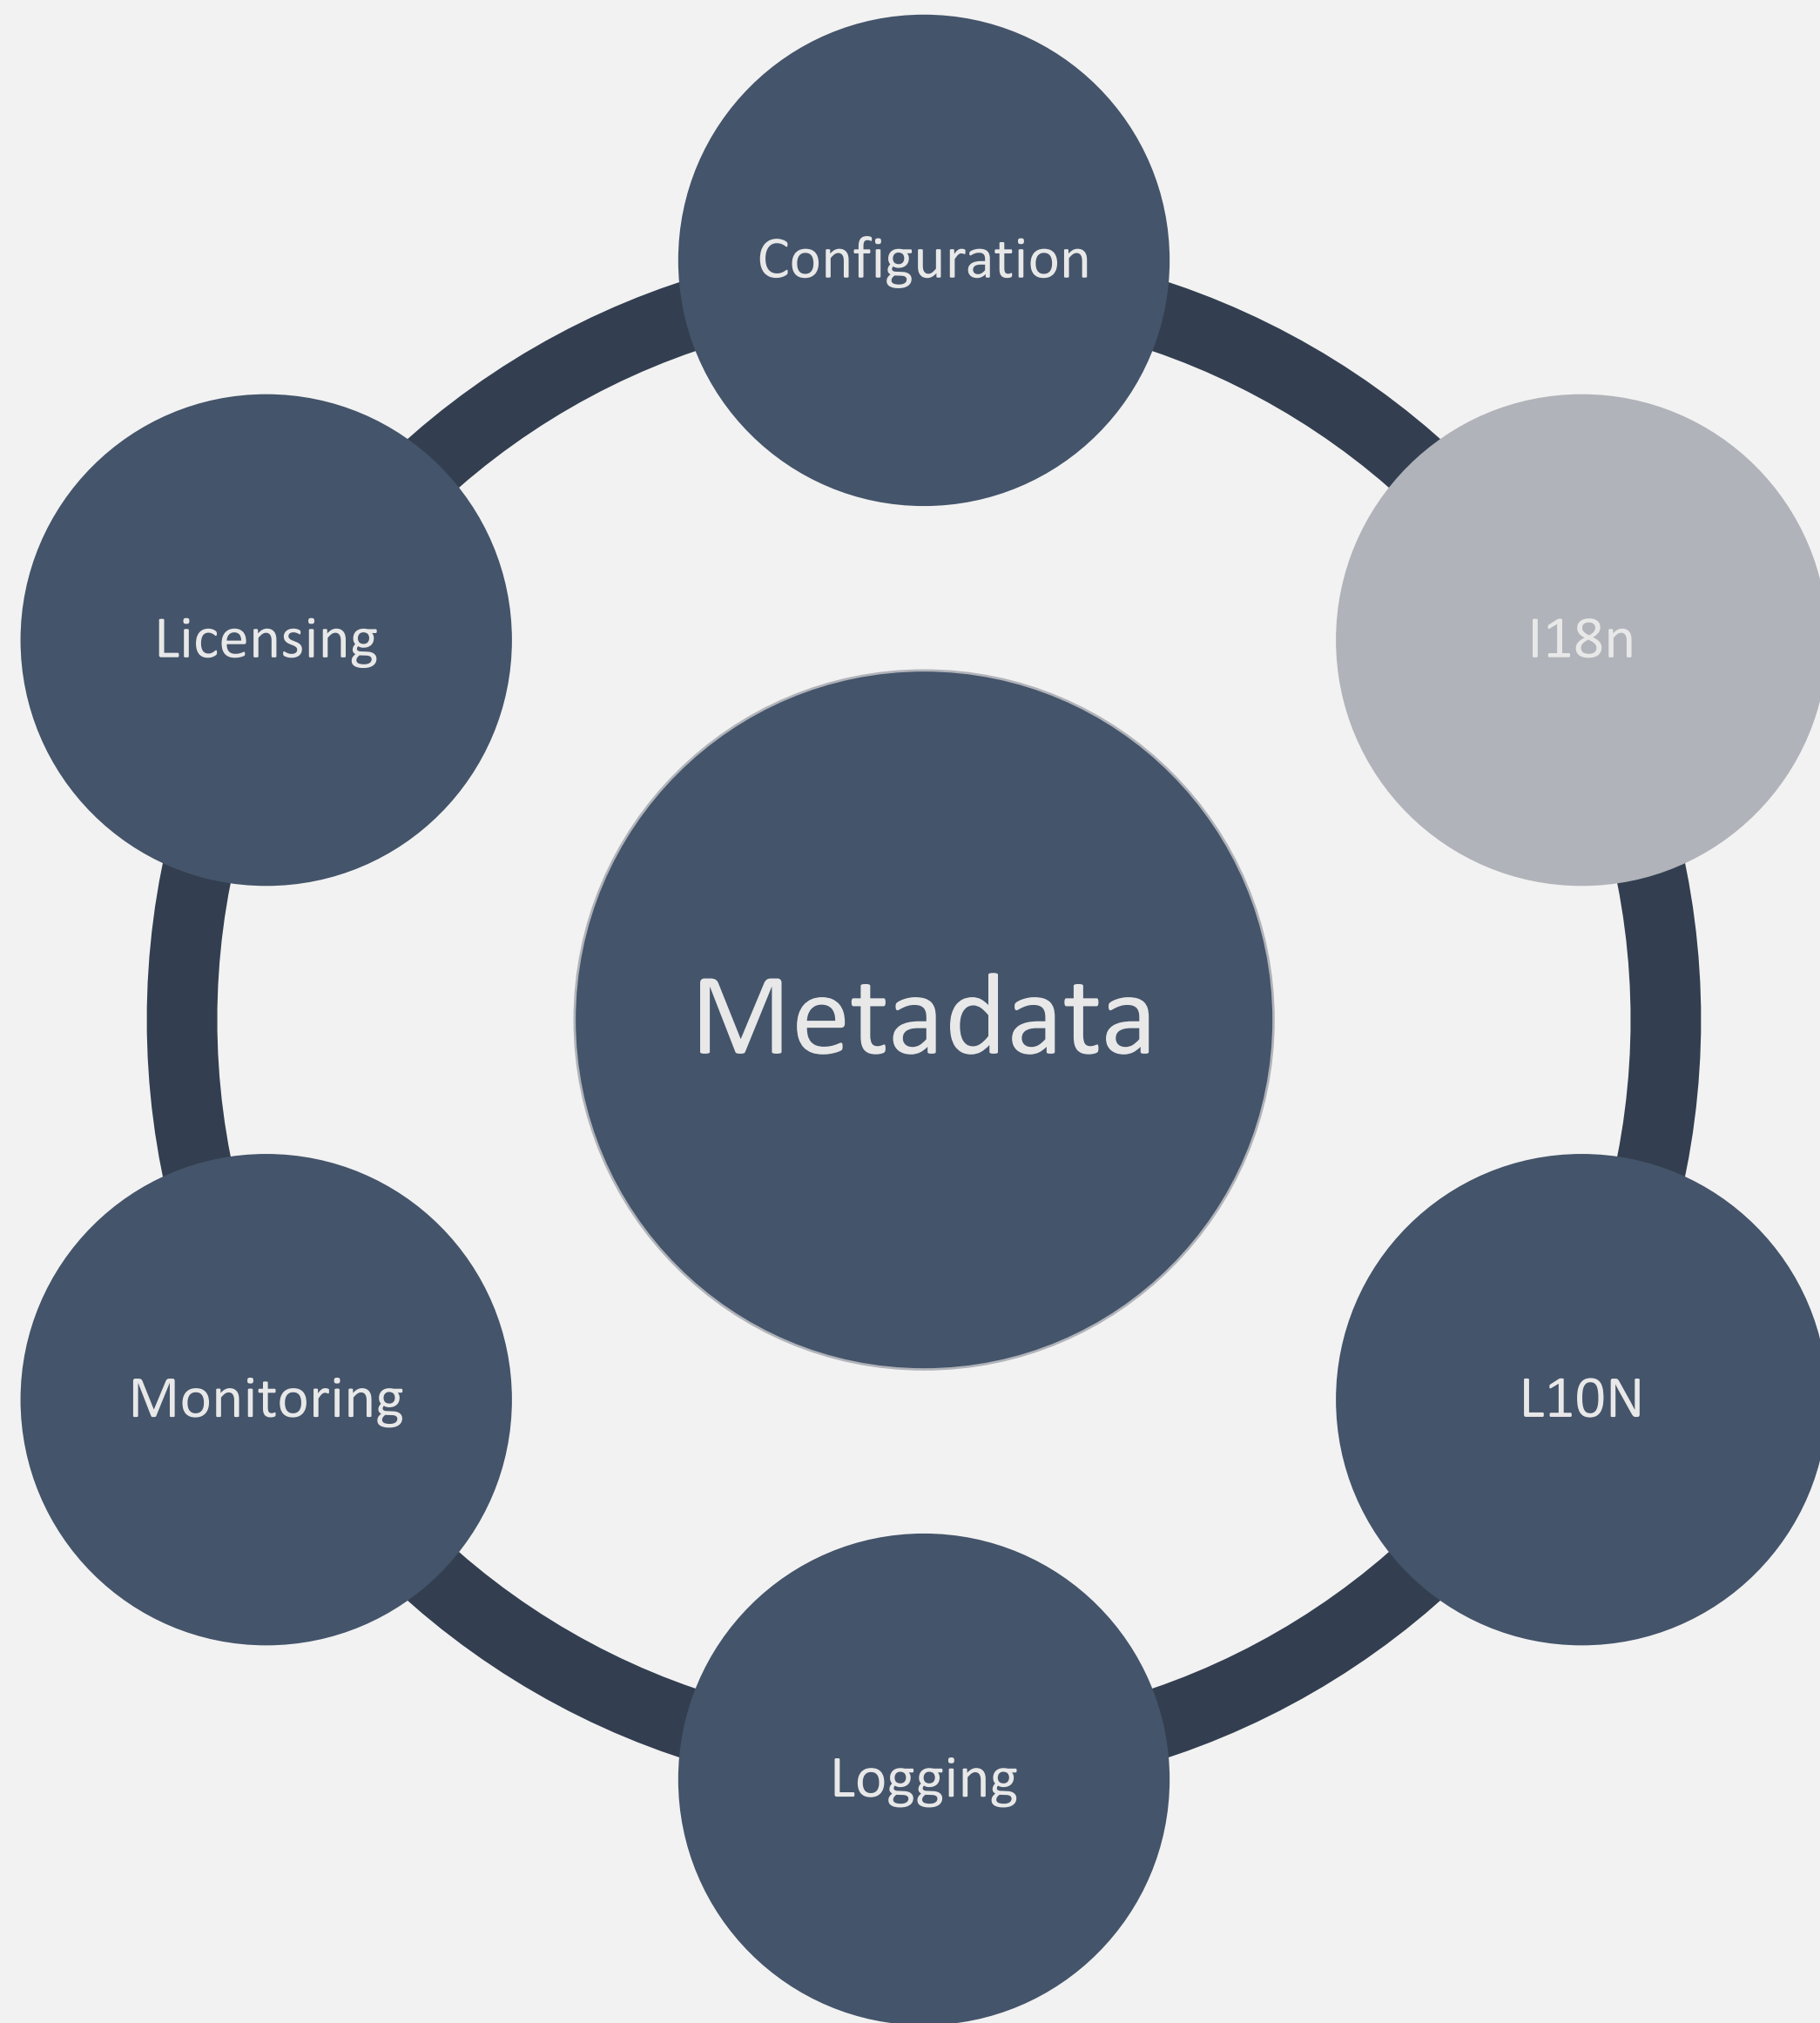 Configuration
Licensing
I18n
Metadata
Monitoring
L10N
Logging